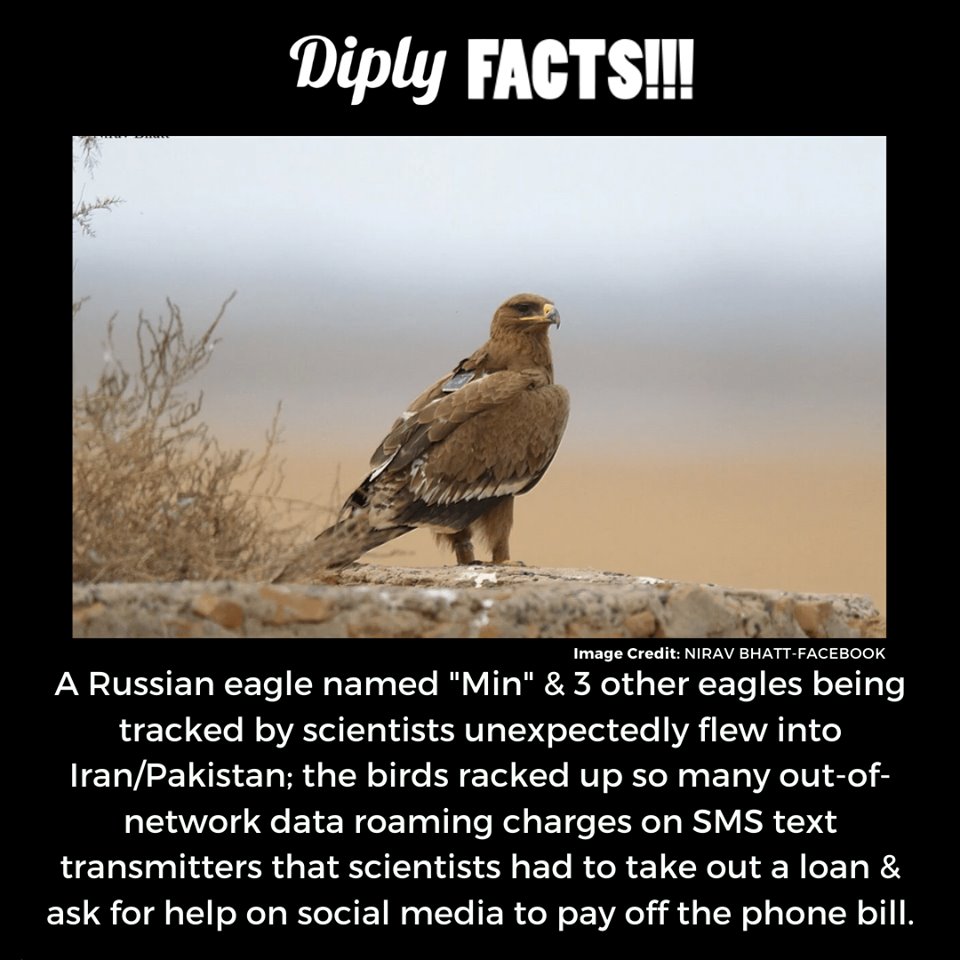 Diply FACTS!!!
Image Credit: NIRAV BHATT-FACEBOOK
A Russian eagle named "Min" & 3 other eagles being
tracked by scientists unexpectedly flew into
Iran/Pakistan; the birds racked up so many out-of-
network data roaming charges on SMS text
transmitters that scientists had to take out a loan &
ask for help on social media to pay off the phone bill.